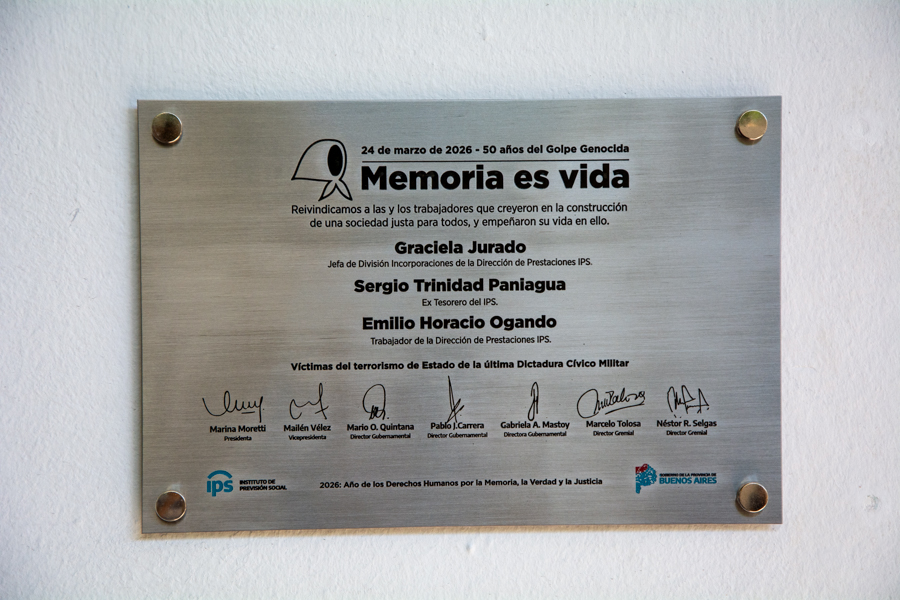 24 de marzo de 2026 - 50 años del Golpe Genocida
Memoria es vida
Reivindicamos a las y los trabajadores que creyeron en la construcción
de una sociedad justa para todos, y empeñaron su vida en ello.
Graciela Jurado
Jefa de División Incorporaciones de la Dirección de Prestaciones IPS.
Sergio Trinidad Paniagua
Ex Tesorero del IPS.
Emilio Horacio Ogando
Trabajador de la Dirección de Prestaciones IPS.
Víctimas del terrorismo de Estado de la última Dictadura Cívico Militar
Marina Moretti
Presidenta
Mailén Vélez
Vicepresidenta
Mario O. Quintana
Director Gubernamental
Pablo J.Carrera
Director Gubernamental
Gabriela A. Mastoy
Directora Gubernamental
Marcelo Tolosa
Director Gremial
Néstor R. Selgas
Director Gremial
ips
INSTITUTO DE
PREVISIÓN SOCIAL
2026: Año de los Derechos Humanos por la Memoria, la Verdad y la Justicia
GOBIERNO DE LA PROVINCIA DE
BUENOS AIRES